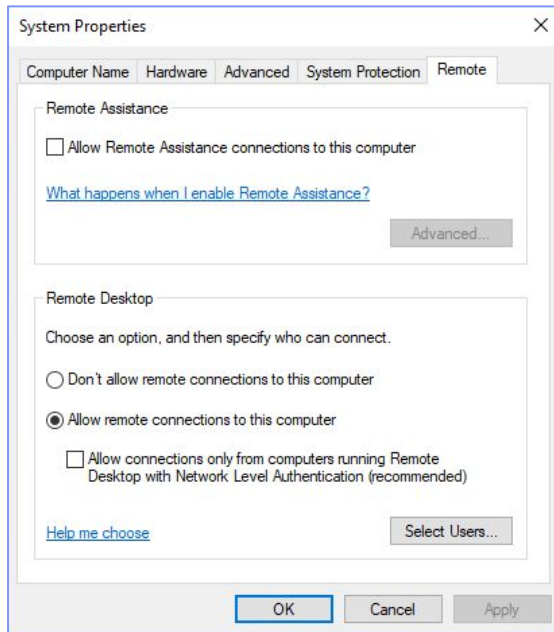 System Properties
Computer Name Hardware Advanced System Protection Remote
Remote Assistance
Allow Remote Assistance connections to this computer
What happens when I enable Remote Assistance?
Advanced...
Remote Desktop
Choose an option, and then specify who can connect.
Don't allow remote connections to this computer
Allow remote connections to this computer
Allow connections only from computers running Remote
Desktop with Network Level Authentication (recommended)
Help me choose Select Users...
OK Cancel Apply